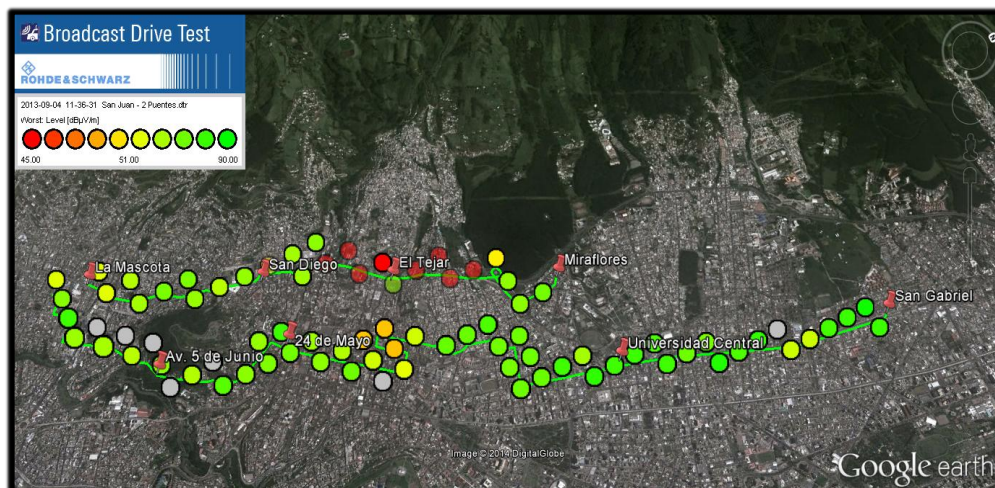 Broadcast Drive Test
ROHDE&SCHWARZ
2013-09-04 11-36-31 San Juan - 2 Puentes.dtr
Worst: Level [dBµV/m]
45.00 51.00 90.00
La Mascota
San Diego
El Tejar
Miraflores
San Gabriel
24 de Mayo
Universidad Central
Av. 5 de Junio
Image © 2014 DigitalGlobe
Google earth